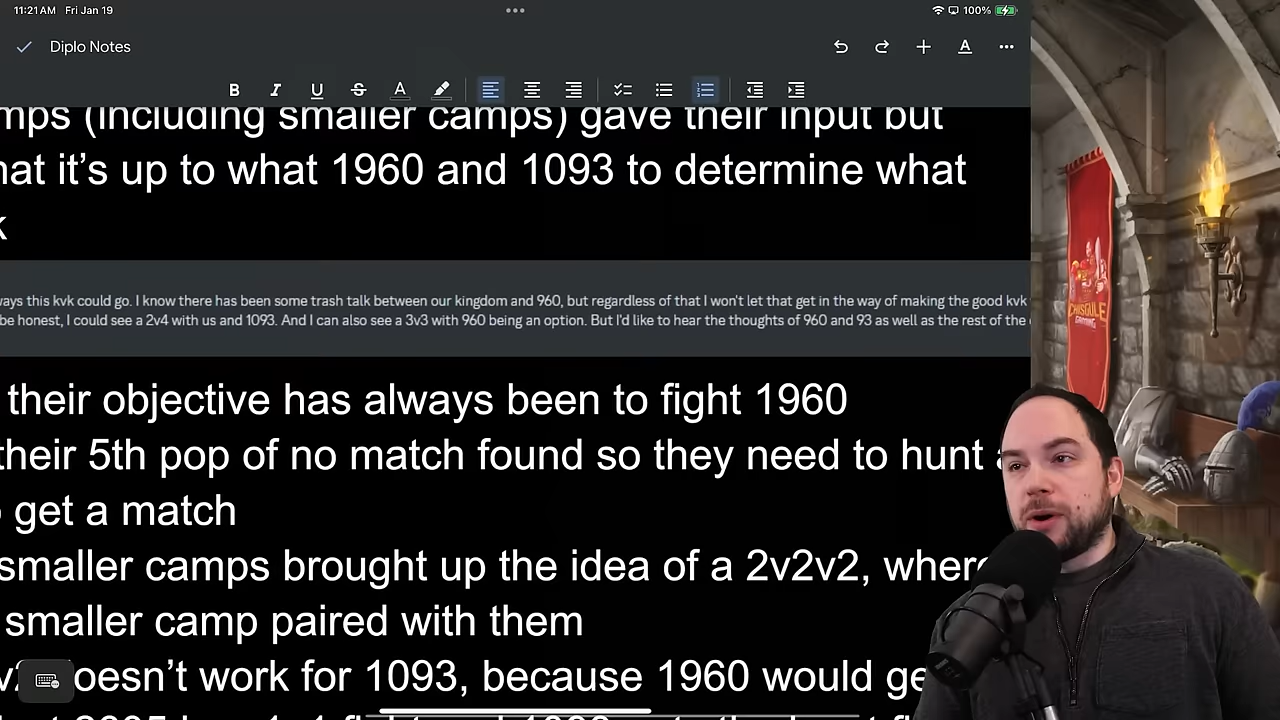 11:21AM Fri Jan 19
100%
Diplo Notes
B I U S A A
mps (including smaller camps) gave their input but
hat it's up to what 1960 and 1093 to determine what
k
ways this kvk could go. I know there has been some trash talk between our kingdom and 960, but regardless of that I won't let that get in the way of making the good kvk
be honest, I could see a 2v4 with us and 1093. And I can also see a 3v3 with 960 being an option. But I'd like to hear the thoughts of 960 and 93 as well as the rest of the
CHISGULE
GAMING
their objective has always been to fight 1960
their 5th pop of no match found so they need to hunt a
get a match
smaller camps brought up the idea of a 2v2v2, where
smaller camp paired with them
doesn't work for 1093, because 1960 would ge